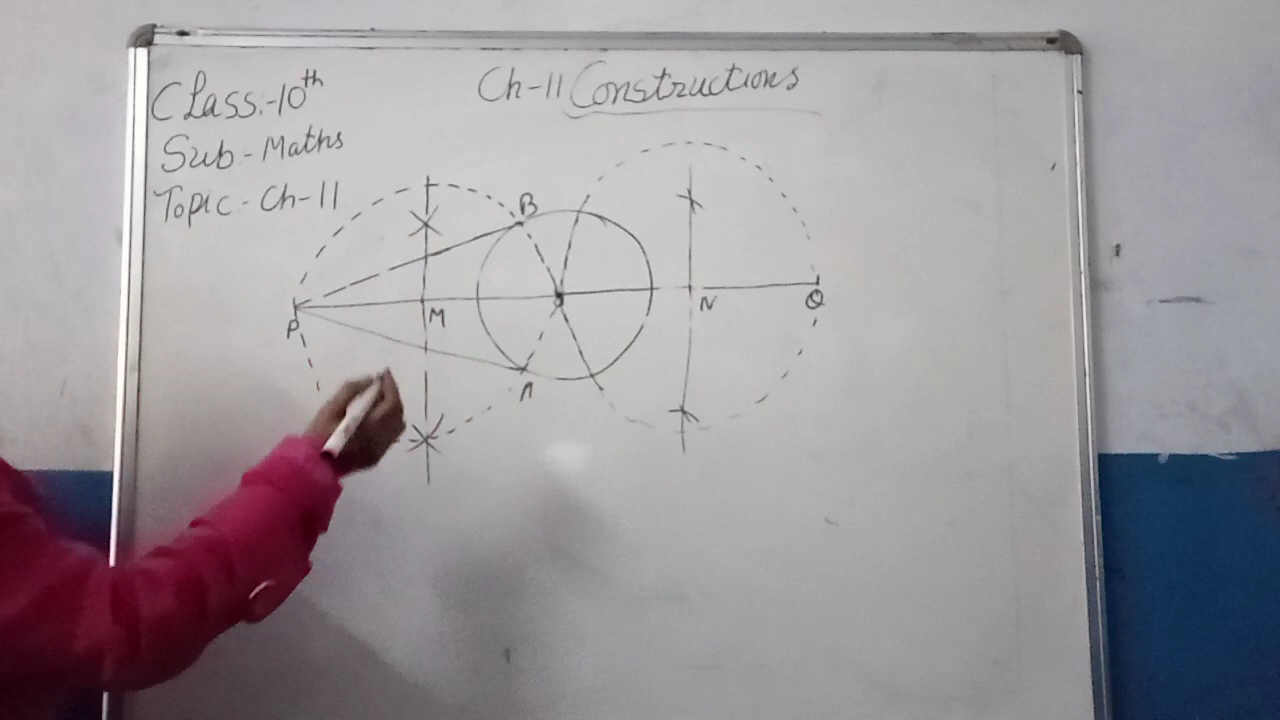 Class:-10th
Ch-11 Constructions
Sub-Maths
Topic:-Ch-11
B
P
M
N
Q
A